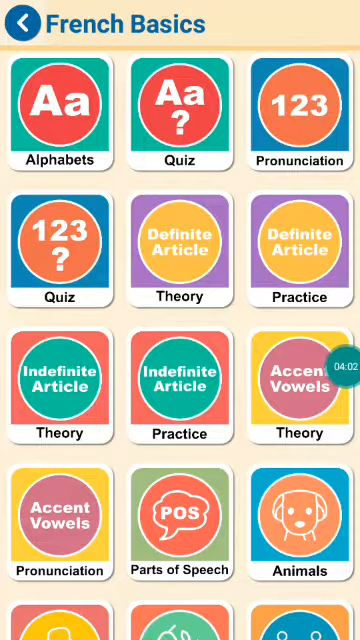 French Basics
Aa
Alphabets
Aa
?
Quiz
123
Pronunciation
123
?
Quiz
Definite
Article
Theory
Definite
Article
Practice
Indefinite
Article
Theory
Indefinite
Article
Practice
Accent
Vowels
Theory
04:02
Accent
Vowels
Pronunciation
POS
Parts of Speech
Animals